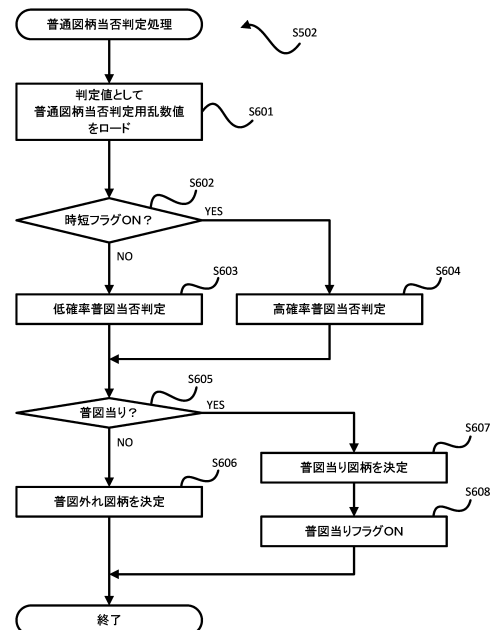 普通図柄当否判定処理
S502
判定値として
普通図柄当否判定用乱数値
をロード
S601
S602
時短フラグON?
YES
NO
S603
S604
低確率普図当否判定
高確率普図当否判定
S605
普図当り?
YES
NO
S607
普図当り図柄を決定
S606
普図外れ図柄を決定
S608
普図当りフラグON
終了